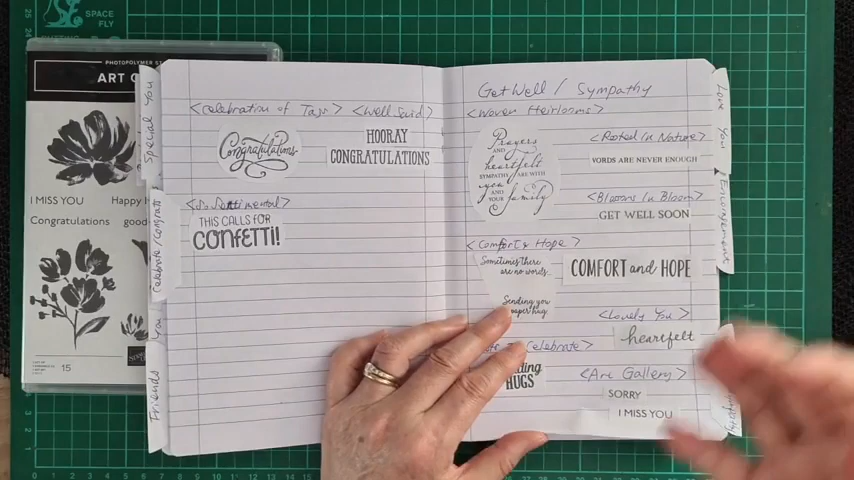 SPACE
FLY
PHOTOPOLYMER
ART
I MISS YOU
Congratulations
15
Special You
Celebrate/Congrats
Friends
<Celebration of Tags> <Well Said>
Congratulations
HOORAY
CONGRATULATIONS
<So Sentimental>
THIS CALLS FOR
CONFETTI!
Get Well / Sympathy
<Woven Heirlooms>
Prayers
AND
heartfelt
SYMPATHY ARE WITH
you
AND
YOUR
family
<Rooted In Nature>
WORDS ARE NEVER ENOUGH
<Blooms In Bloom>
GET WELL SOON
<Comfort & Hope>
Sometimes there
are no words...
Sending you
paper hug
COMFORT and HOPE
<Lovely You>
heartfelt
Celebrate>
HUGS
<Art Gallery>
SORRY
I MISS YOU
Love You
Encouragement